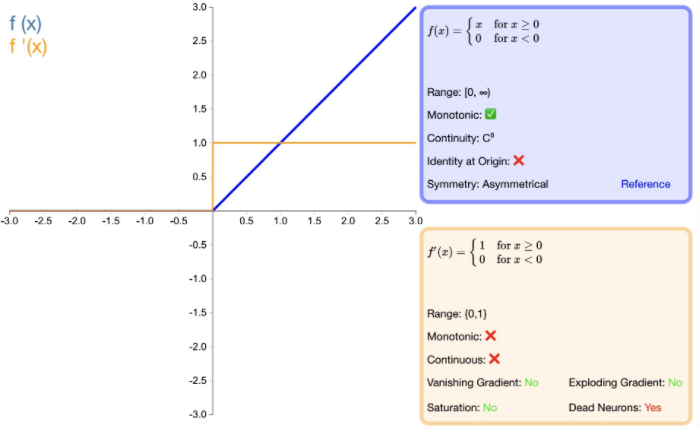 f (x)
f '(x)
3.0
2.5
2.0
1.5
1.0
0.5
-3.0 -2.5 -2.0 -1.5 -1.0 -0.5 0.5 1.0 1.5 2.0 2.5 3.0
-0.5
-1.0
-1.5
-2.0
-2.5
-3.0
f(x) = { x for x ≥ 0
0 for x < 0
Range: [0, ∞)
Monotonic: ✅
Continuity: C⁰
Identity at Origin: ❌
Symmetry: Asymmetrical Reference
f′(x) = { 1 for x ≥ 0
0 for x < 0
Range: {0,1}
Monotonic: ❌
Continuous: ❌
Vanishing Gradient: No Exploding Gradient: No
Saturation: No Dead Neurons: Yes